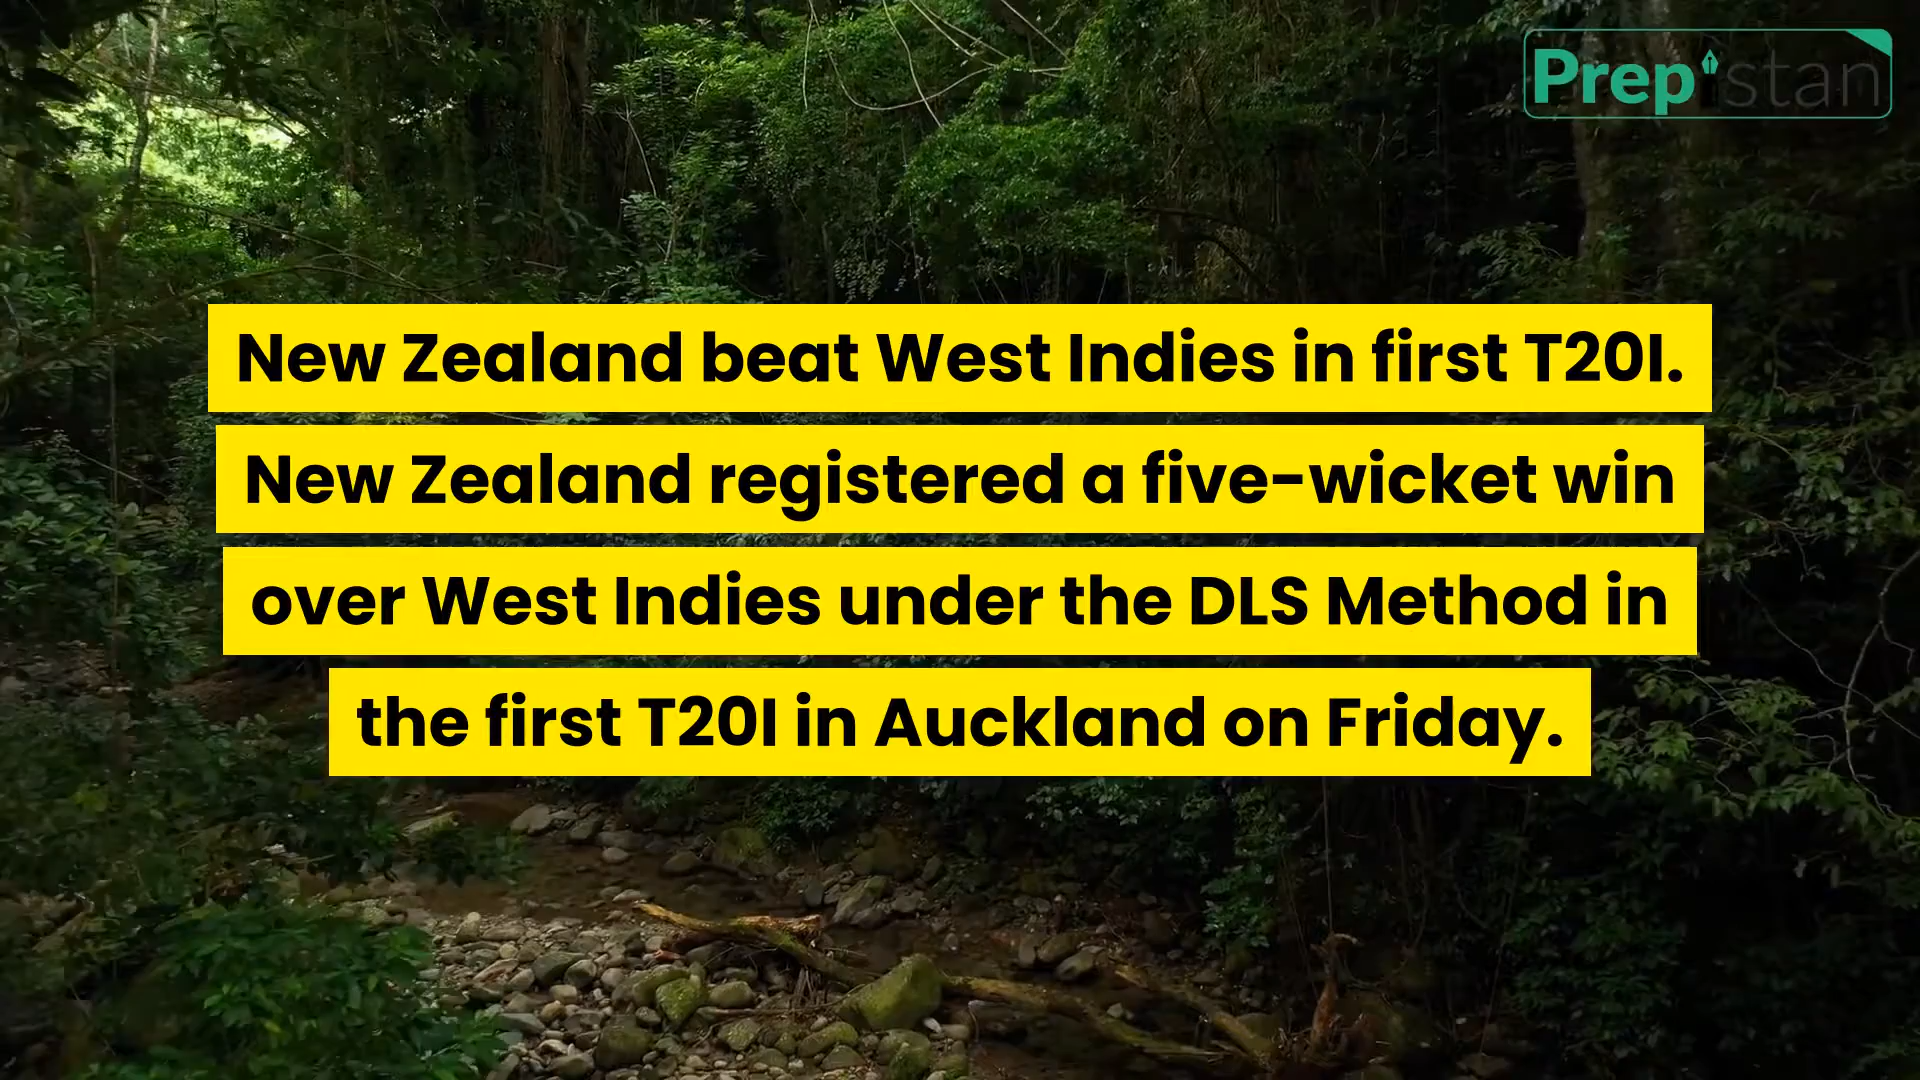 Prep'stan
New Zealand beat West Indies in first T20I.
New Zealand registered a five-wicket win
over West Indies under the DLS Method in
the first T20I in Auckland on Friday.